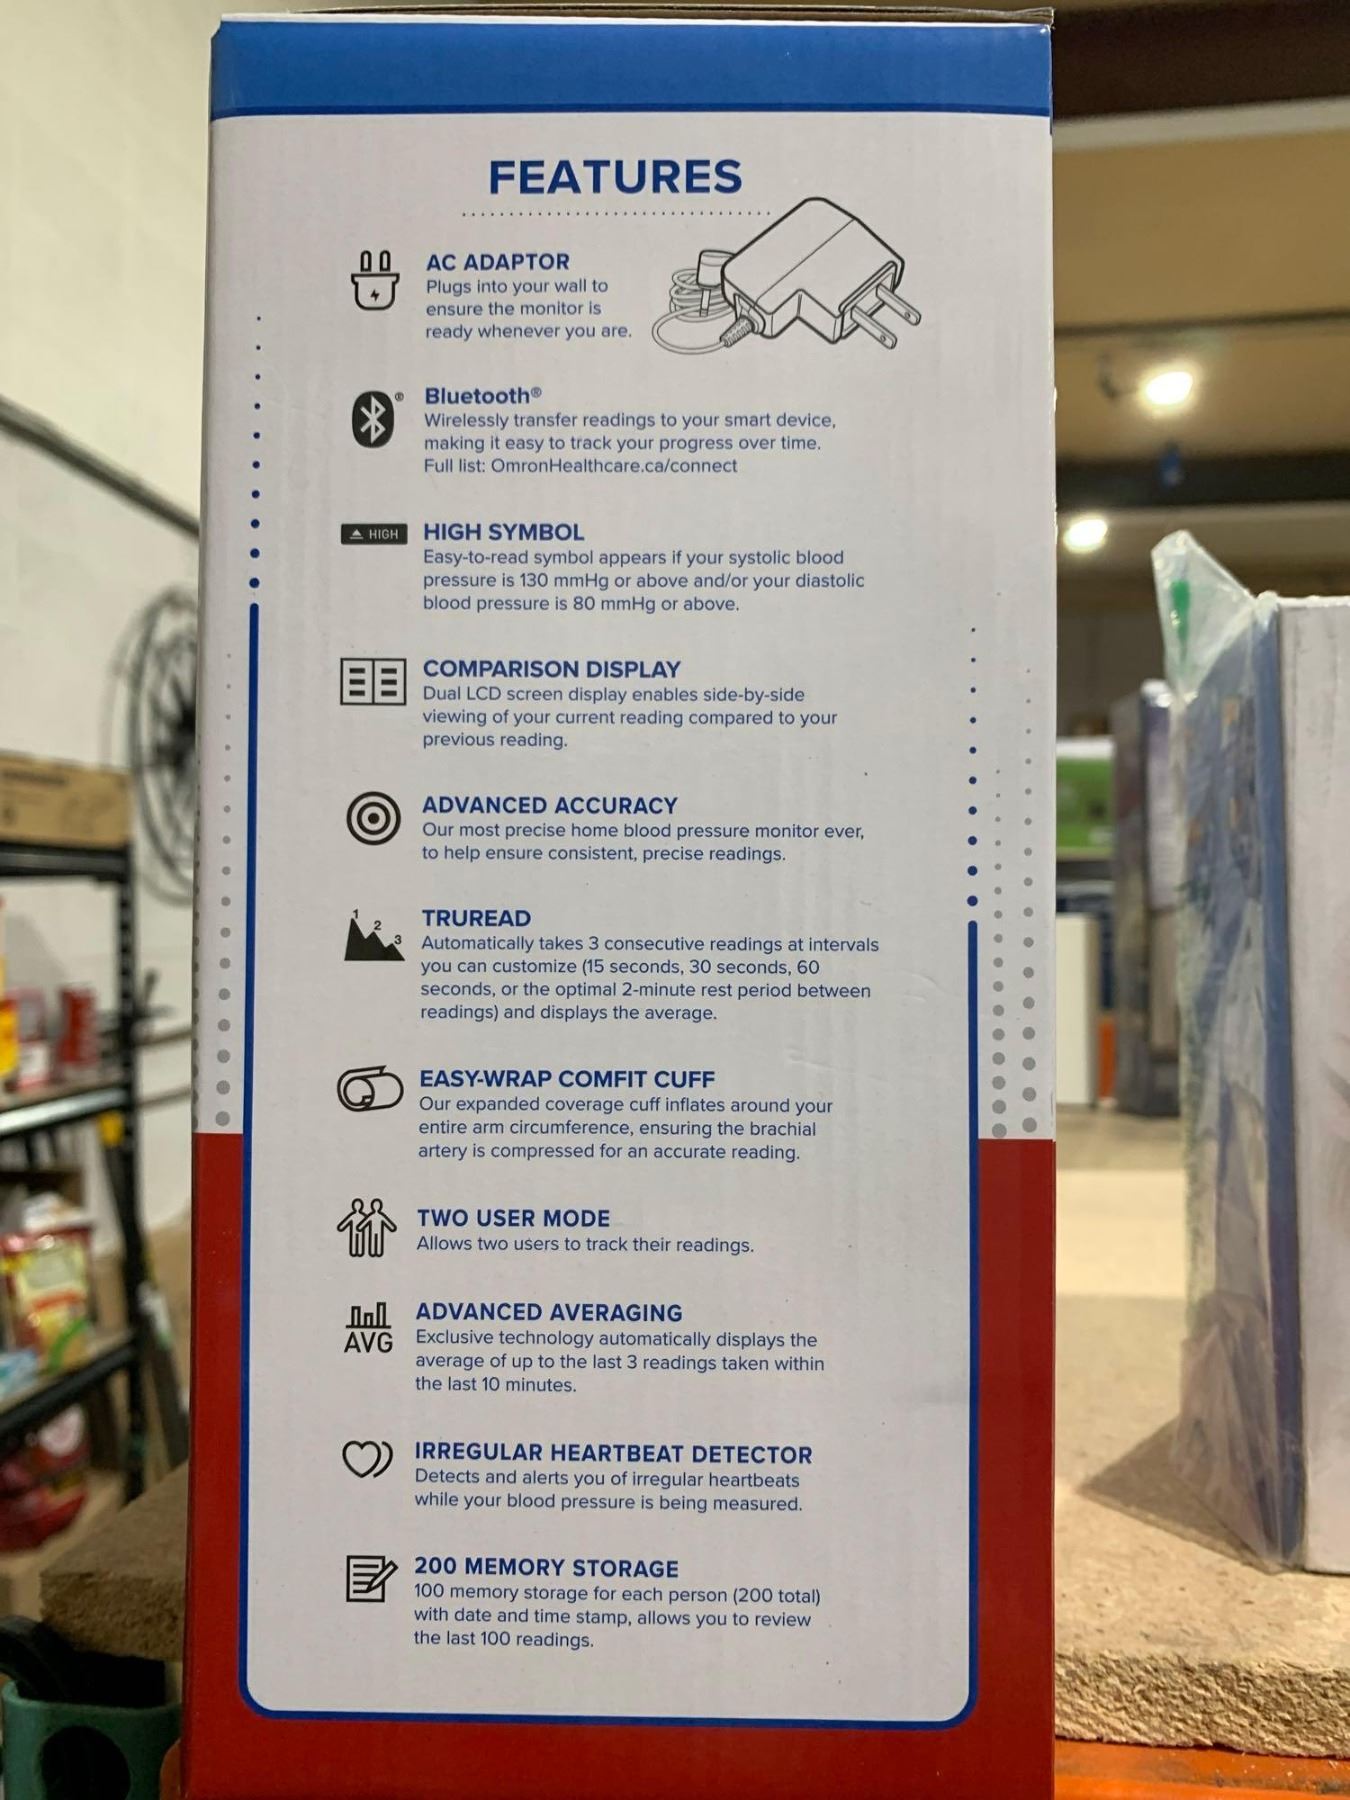 FEATURES
AC ADAPTOR
Plugs into your wall to
ensure the monitor is
ready whenever you are.
Bluetooth®
Wirelessly transfer readings to your smart device,
making it easy to track your progress over time.
Full list: OmronHealthcare.ca/connect
HIGH
HIGH SYMBOL
Easy-to-read symbol appears if your systolic blood
pressure is 130 mmHg or above and/or your diastolic
blood pressure is 80 mmHg or above.
COMPARISON DISPLAY
Dual LCD screen display enables side-by-side
viewing of your current reading compared to your
previous reading.
ADVANCED ACCURACY
Our most precise home blood pressure monitor ever,
to help ensure consistent, precise readings.
1 2 3
TRUREAD
Automatically takes 3 consecutive readings at intervals
you can customize (15 seconds, 30 seconds, 60
seconds, or the optimal 2-minute rest period between
readings) and displays the average.
EASY-WRAP COMFIT CUFF
Our expanded coverage cuff inflates around your
entire arm circumference, ensuring the brachial
artery is compressed for an accurate reading.
TWO USER MODE
Allows two users to track their readings.
AVG
ADVANCED AVERAGING
Exclusive technology automatically displays the
average of up to the last 3 readings taken within
the last 10 minutes.
IRREGULAR HEARTBEAT DETECTOR
Detects and alerts you of irregular heartbeats
while your blood pressure is being measured.
200 MEMORY STORAGE
100 memory storage for each person (200 total)
with date and time stamp, allows you to review
the last 100 readings.